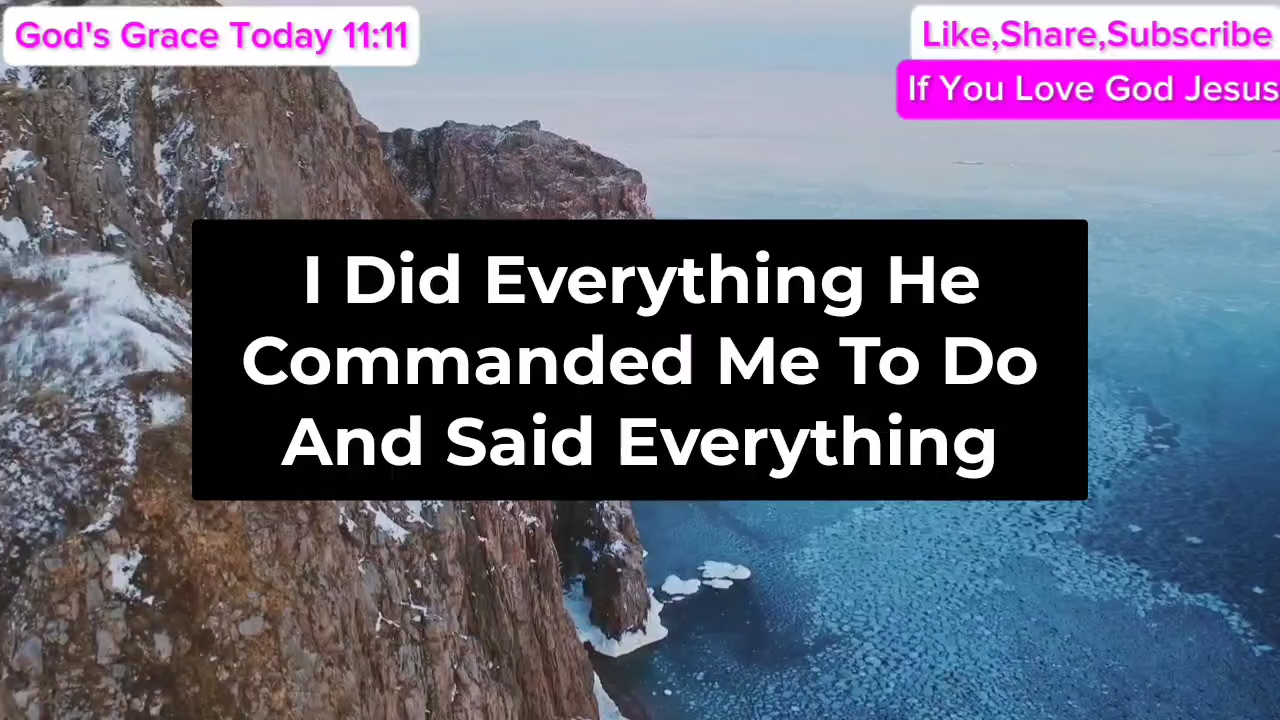 God's Grace Today 11:11
Like,Share,Subscribe
If You Love God Jesus
I Did Everything He
Commanded Me To Do
And Said Everything